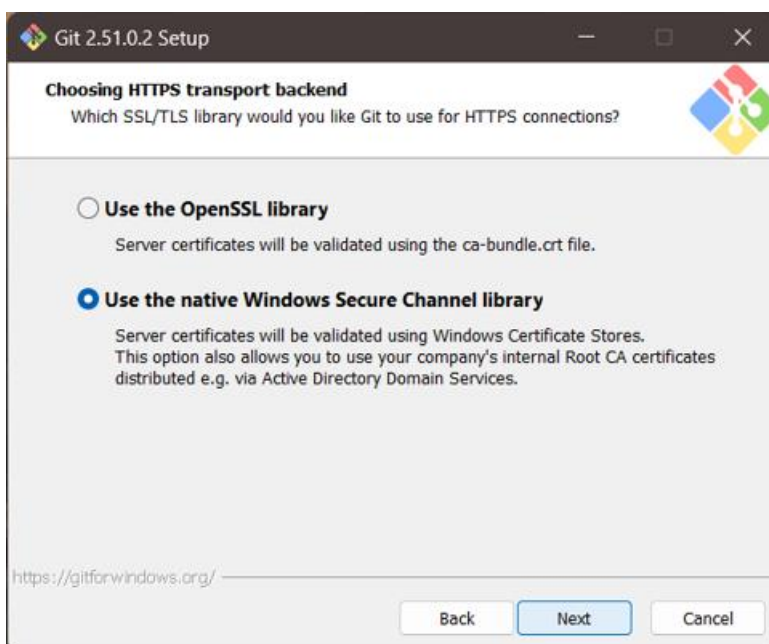 Git 2.51.0.2 Setup
Choosing HTTPS transport backend
Which SSL/TLS library would you like Git to use for HTTPS connections?
Use the OpenSSL library
Server certificates will be validated using the ca-bundle.crt file.
Use the native Windows Secure Channel library
Server certificates will be validated using Windows Certificate Stores.
This option also allows you to use your company's internal Root CA certificates
distributed e.g. via Active Directory Domain Services.
https://gitforwindows.org/
Back Next Cancel